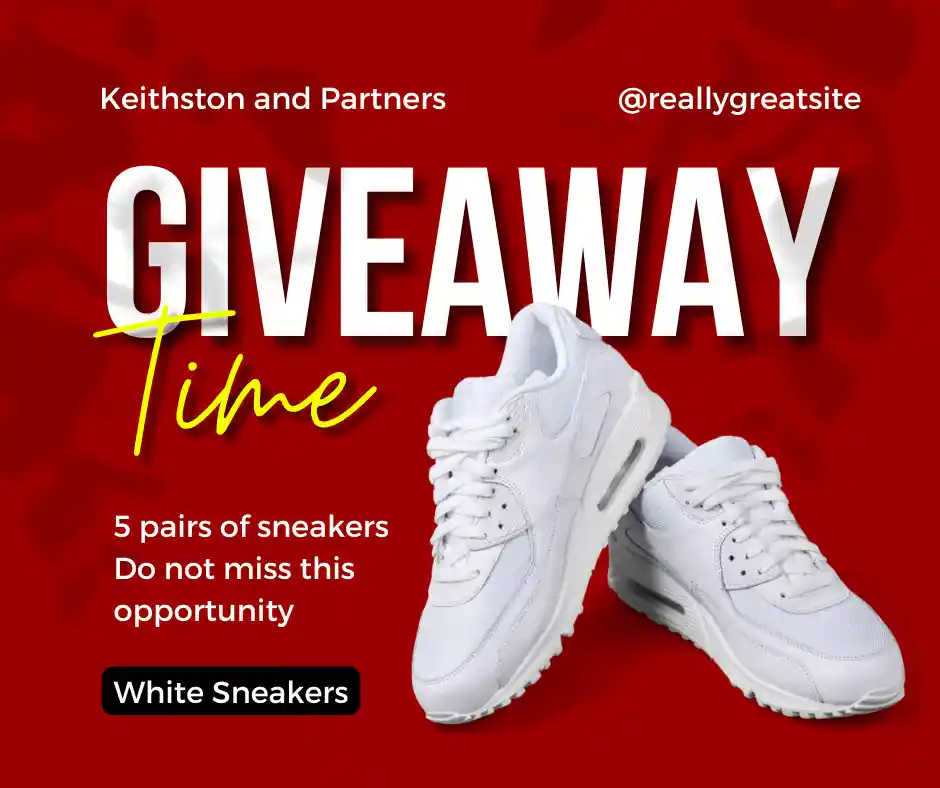 Keithston and Partners
@reallygreatsite
GIVEAWAY
Time
5 pairs of sneakers
Do not miss this
opportunity
White Sneakers